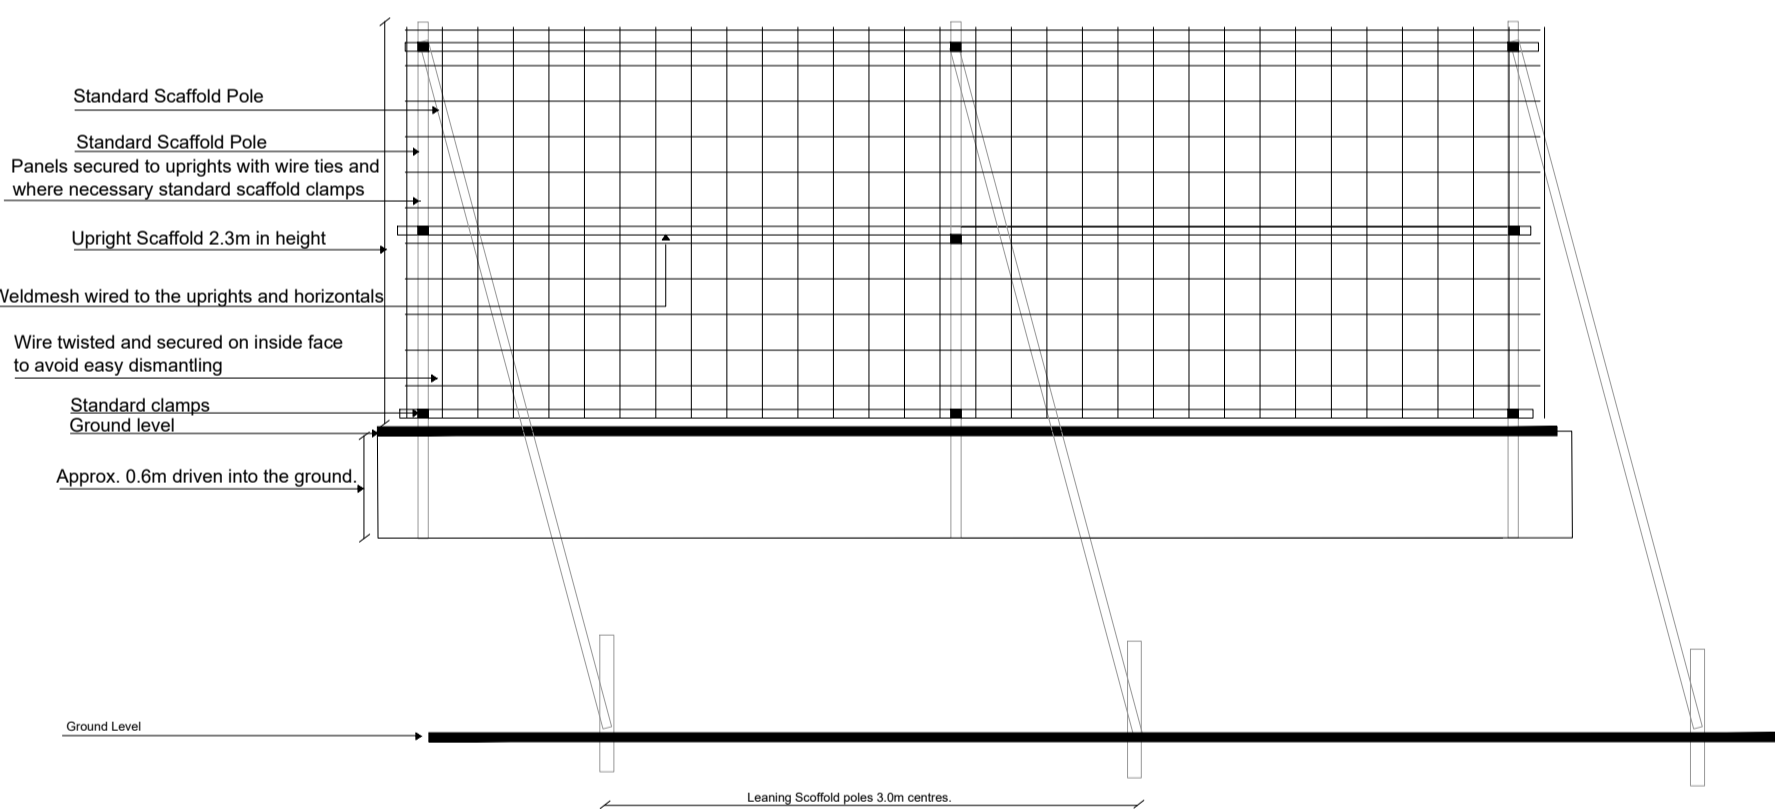 Standard Scaffold Pole
Standard Scaffold Pole
Panels secured to uprights with wire ties and
where necessary standard scaffold clamps
Upright Scaffold 2.3m in height
Weldmesh wired to the uprights and horizontals
Wire twisted and secured on inside face
to avoid easy dismantling
Standard clamps
Ground level
Approx. 0.6m driven into the ground.
Ground Level
Leaning Scoffold poles 3.0m centres.